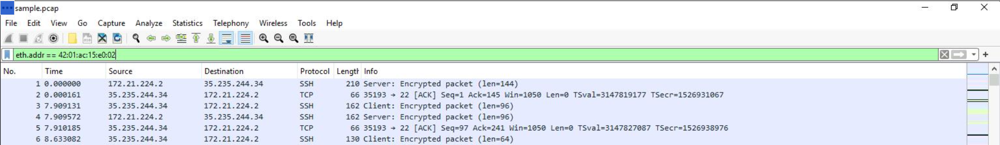 sample.pcap
File Edit View Go Capture Analyze Statistics Telephony Wireless Tools Help
eth.addr == 42:01:ac:15:e0:02
No. Time Source Destination Protocol Length Info
1 0.000000 172.21.224.2 35.235.244.34 SSH 210 Server: Encrypted packet (len=144)
2 0.000161 35.235.244.34 172.21.224.2 TCP 66 35193 → 22 [ACK] Seq=1 Ack=145 Win=1050 Len=0 TSval=3147819177 TSecr=1526931067
3 7.909131 35.235.244.34 172.21.224.2 SSH 162 Client: Encrypted packet (len=96)
4 7.909572 172.21.224.2 35.235.244.34 SSH 162 Server: Encrypted packet (len=96)
5 7.910185 35.235.244.34 172.21.224.2 TCP 66 35193 → 22 [ACK] Seq=97 Ack=241 Win=1050 Len=0 TSval=3147827087 TSecr=1526938976
6 8.633082 35.235.244.34 172.21.224.2 SSH 130 Client: Encrypted packet (len=64)